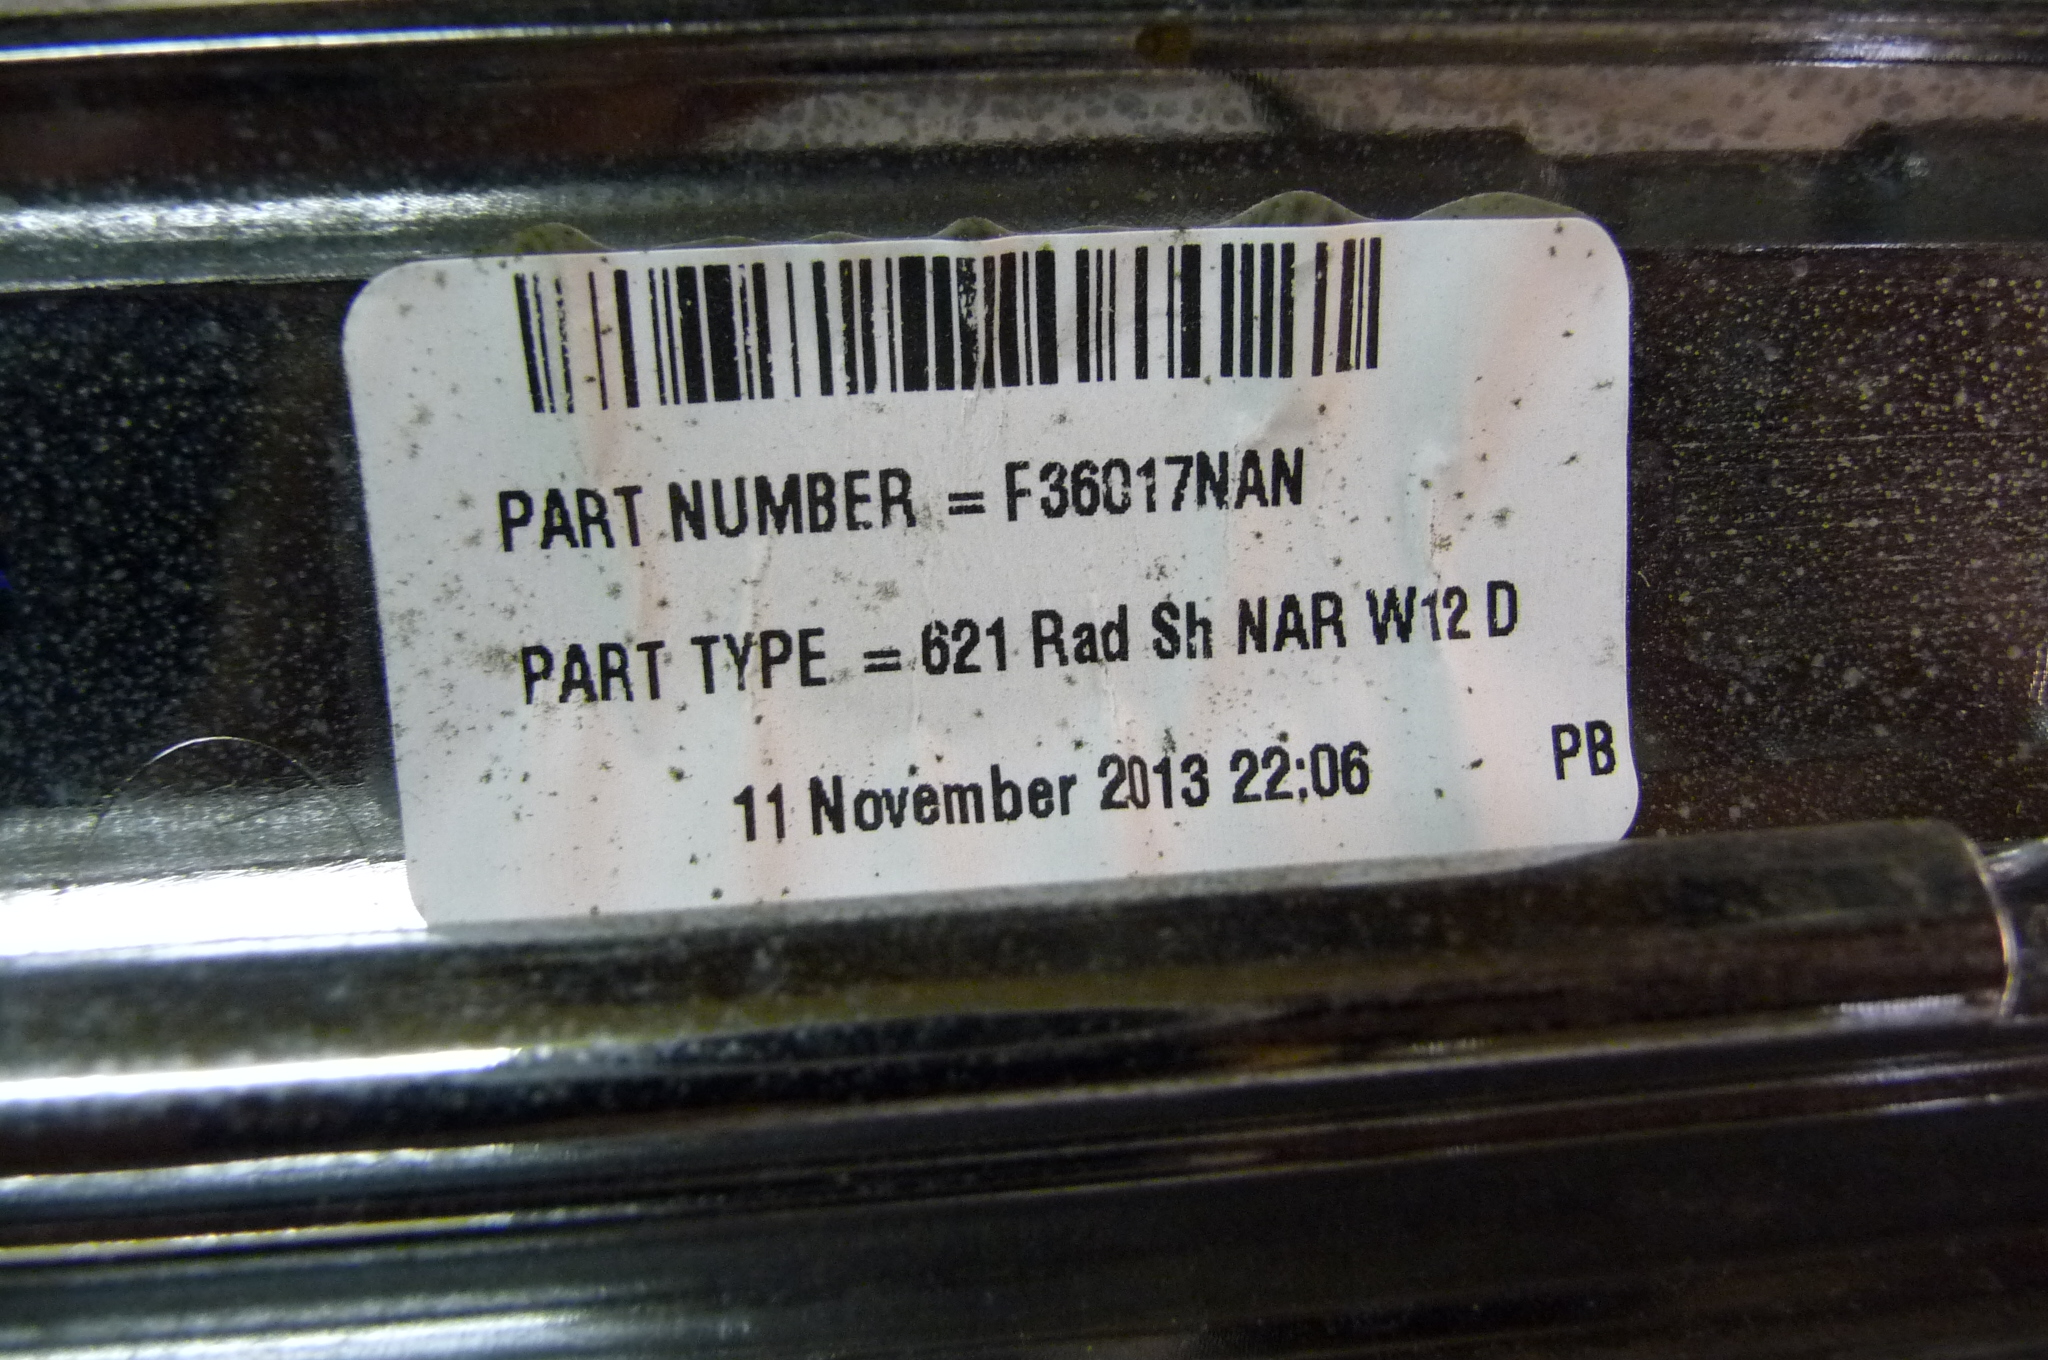 PART NUMBER = F36017NAN
PART TYPE = 621 Rad Sh NAR W12 D
11 November 2013 22:06 PB